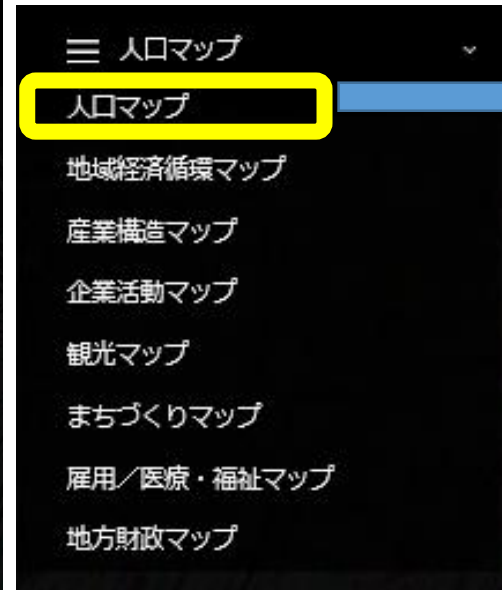 人口マップ
人口マップ
地域経済循環マップ
産業構造マップ
企業活動マップ
観光マップ
まちづくりマップ
雇用／医療・福祉マップ
地方財政マップ